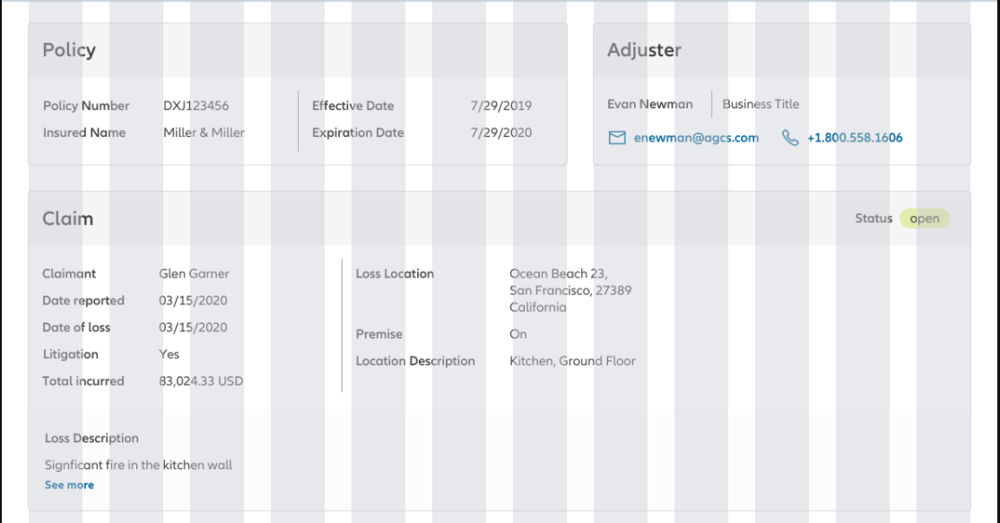 Policy
Adjuster
Policy Number DXJ123456 Effective Date 7/29/2019
Insured Name Miller & Miller Expiration Date 7/29/2020
Evan Newman Business Title
enewman@agcs.com +1.800.558.1606
Claim Status open
Claimant Glen Garner
Date reported 03/15/2020
Date of loss 03/15/2020
Litigation Yes
Total incurred 83,024.33 USD
Loss Location Ocean Beach 23,
San Francisco, 27389
California
Premise On
Location Description Kitchen, Ground Floor
Loss Description
Signficant fire in the kitchen wall
See more